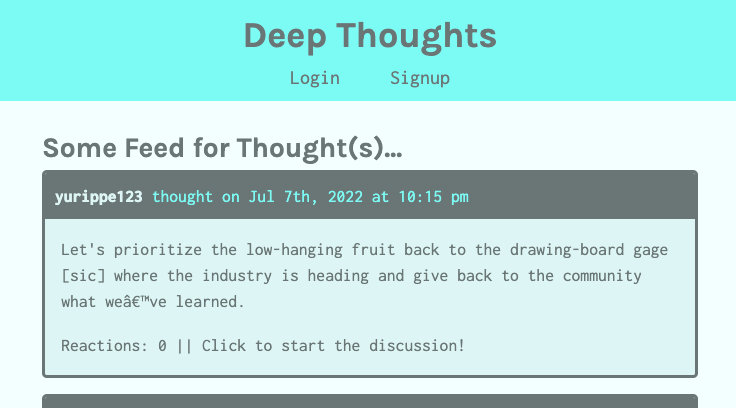 Deep Thoughts
Login Signup
Some Feed for Thought(s)...
yurippe123 thought on Jul 7th, 2022 at 10:15 pm
Let's prioritize the low-hanging fruit back to the drawing-board gage
[sic] where the industry is heading and give back to the community
what weâ€™ve learned.
Reactions: 0 || Click to start the discussion!